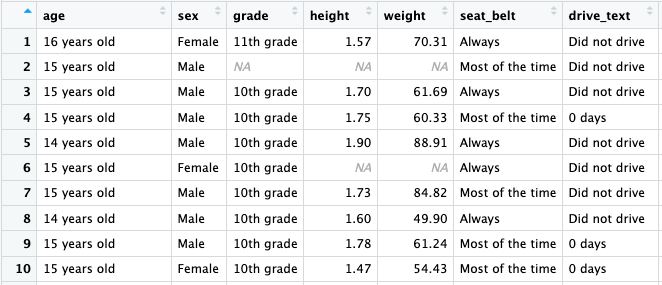 age sex grade height weight seat_belt drive_text
1 16 years old Female 11th grade 1.57 70.31 Always Did not drive
2 15 years old Male NA NA NA Most of the time Did not drive
3 15 years old Male 10th grade 1.70 61.69 Always Did not drive
4 15 years old Male 10th grade 1.75 60.33 Most of the time 0 days
5 14 years old Male 10th grade 1.90 88.91 Always Did not drive
6 15 years old Female 10th grade NA NA Always Did not drive
7 15 years old Male 10th grade 1.73 84.82 Most of the time Did not drive
8 14 years old Male 10th grade 1.60 49.90 Always Did not drive
9 15 years old Male 10th grade 1.78 61.24 Most of the time 0 days
10 15 years old Female 10th grade 1.47 54.43 Most of the time 0 days